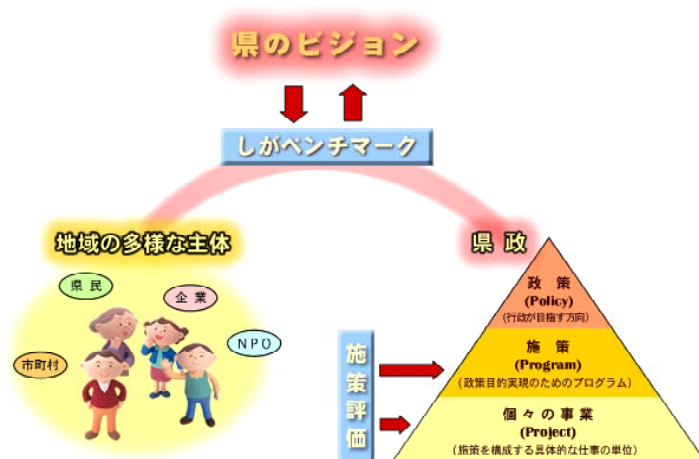 県のビジョン
しがベンチマーク
地域の多様な主体
県民
企業
NPO
市町村
県政
政策
(Policy)
(行政が目指す方向)
施策
(Program)
(政策目的実現のためのプログラム)
個々の事業
(Project)
(施策を構成する具体的な仕事の単位)
施策評価